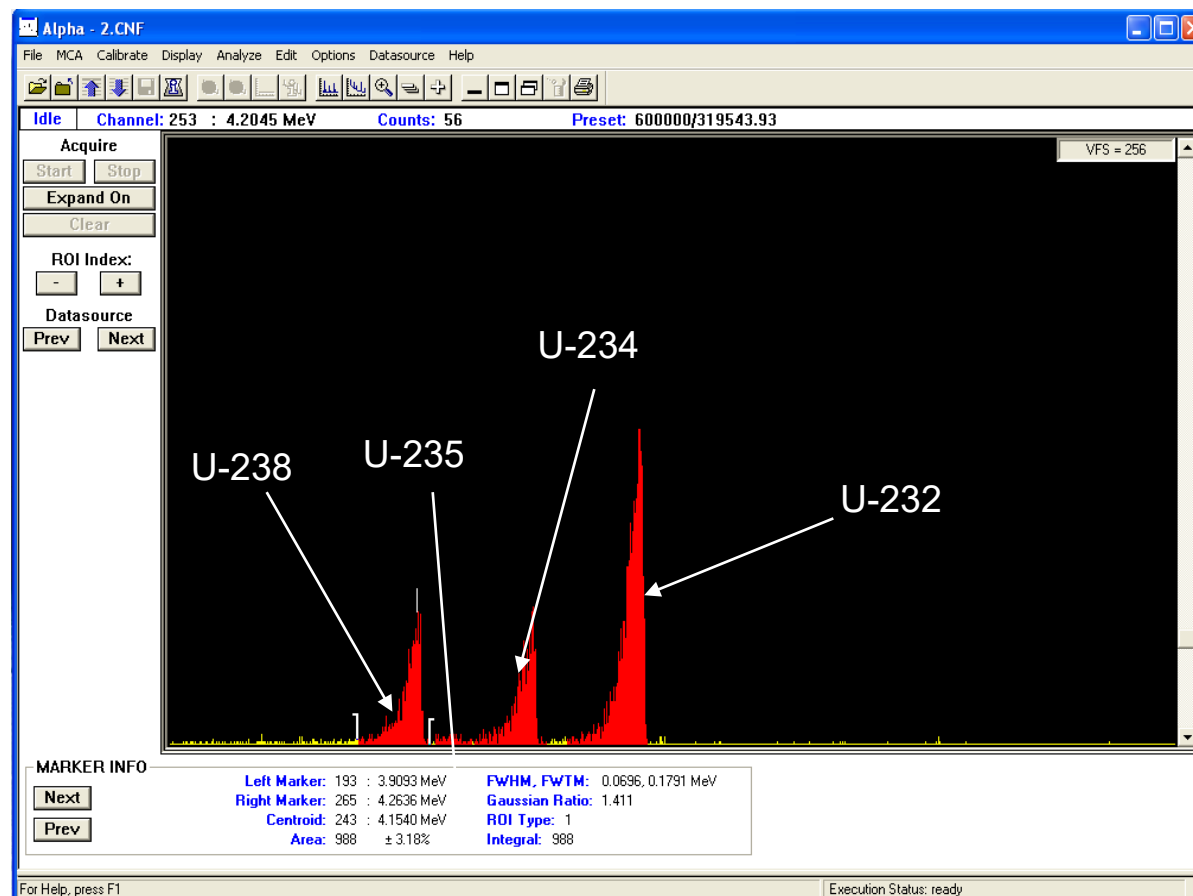 Alpha - 2.CNF
File MCA Calibrate Display Analyze Edit Options Datasource Help
Idle Channel: 253 : 4.2045 MeV Counts: 56 Preset: 600000/319543.93
Acquire
Start Stop
Expand On
Clear
ROI Index:
- +
Datasource
Prev Next
VFS = 256
U-234
U-238
U-235
U-232
MARKER INFO
Next
Prev
Left Marker: 193 : 3.9093 MeV FWHM, FWTM: 0.0696, 0.1791 MeV
Right Marker: 265 : 4.2636 MeV Gaussian Ratio: 1.411
Centroid: 243 : 4.1540 MeV ROI Type: 1
Area: 988 ± 3.18% Integral: 988
For Help, press F1 Execution Status: ready